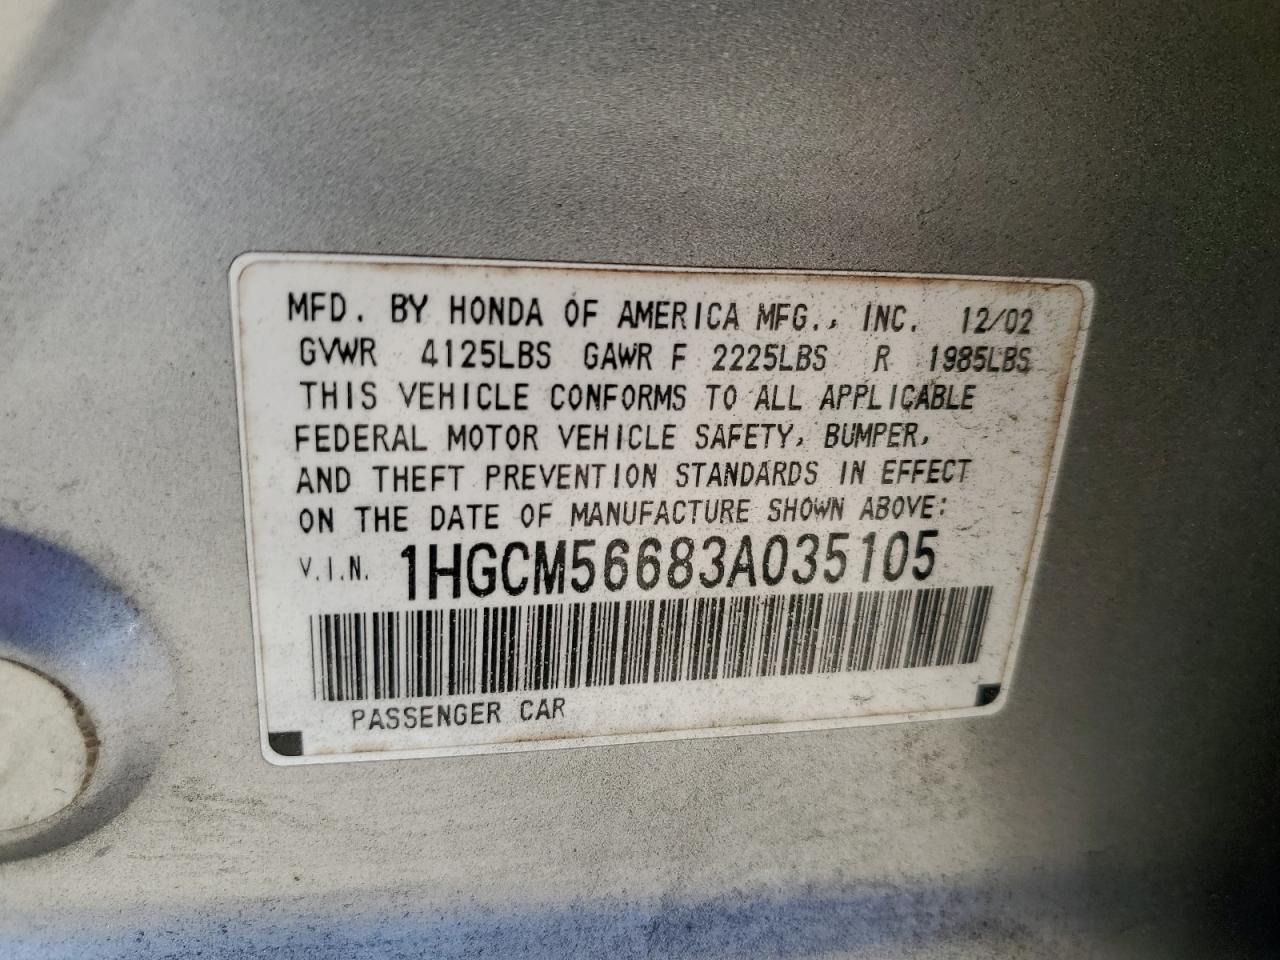 MFD. BY HONDA OF AMERICA MFG., INC. 12/02
GVWR 4125LBS GAWR F 2225LBS R 1985LBS
THIS VEHICLE CONFORMS TO ALL APPLICABLE
FEDERAL MOTOR VEHICLE SAFETY, BUMPER,
AND THEFT PREVENTION STANDARDS IN EFFECT
ON THE DATE OF MANUFACTURE SHOWN ABOVE:
V.I.N. 1HGCM56683A035105
PASSENGER CAR